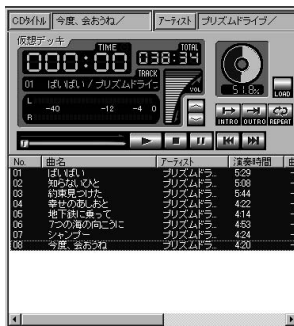 CDタイトル 今度、会おうね／ アーティスト プリズムドライブ／
仮想デッキ
TIME TOTAL
000:00 038:34
TRACK
01 ばいばい / プリズムドライブ
VOL
51.8%
LOAD
L
-40 -12 -4 0
R
INTRO OUTRO REPEAT
No. 曲名 アーティスト 演奏時間
01 ばいばい プリズムドラ.. 5:29
02 知らないひと プリズムドラ.. 5:08
03 約束見つけた プリズムドラ.. 5:44
04 幸せのあしおと プリズムドラ.. 4:22
05 地下鉄に乗って プリズムドラ.. 4:14
06 7つの海の向こうに プリズムドラ.. 4:53
07 シャンプー プリズムドラ.. 4:24
08 今度、会おうね プリズムドラ.. 4:20